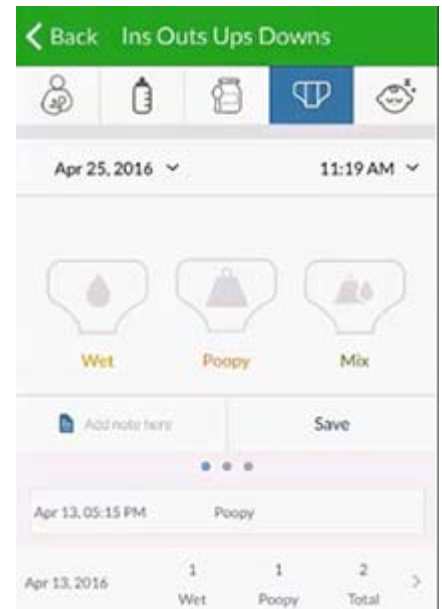 Back Ins Outs Ups Downs
Apr 25, 2016 11:19 AM
Wet Poopy Mix
Add note here Save
Apr 13, 05:15 PM Poopy
Apr 13, 2016 1 1 2
Wet Poopy Total